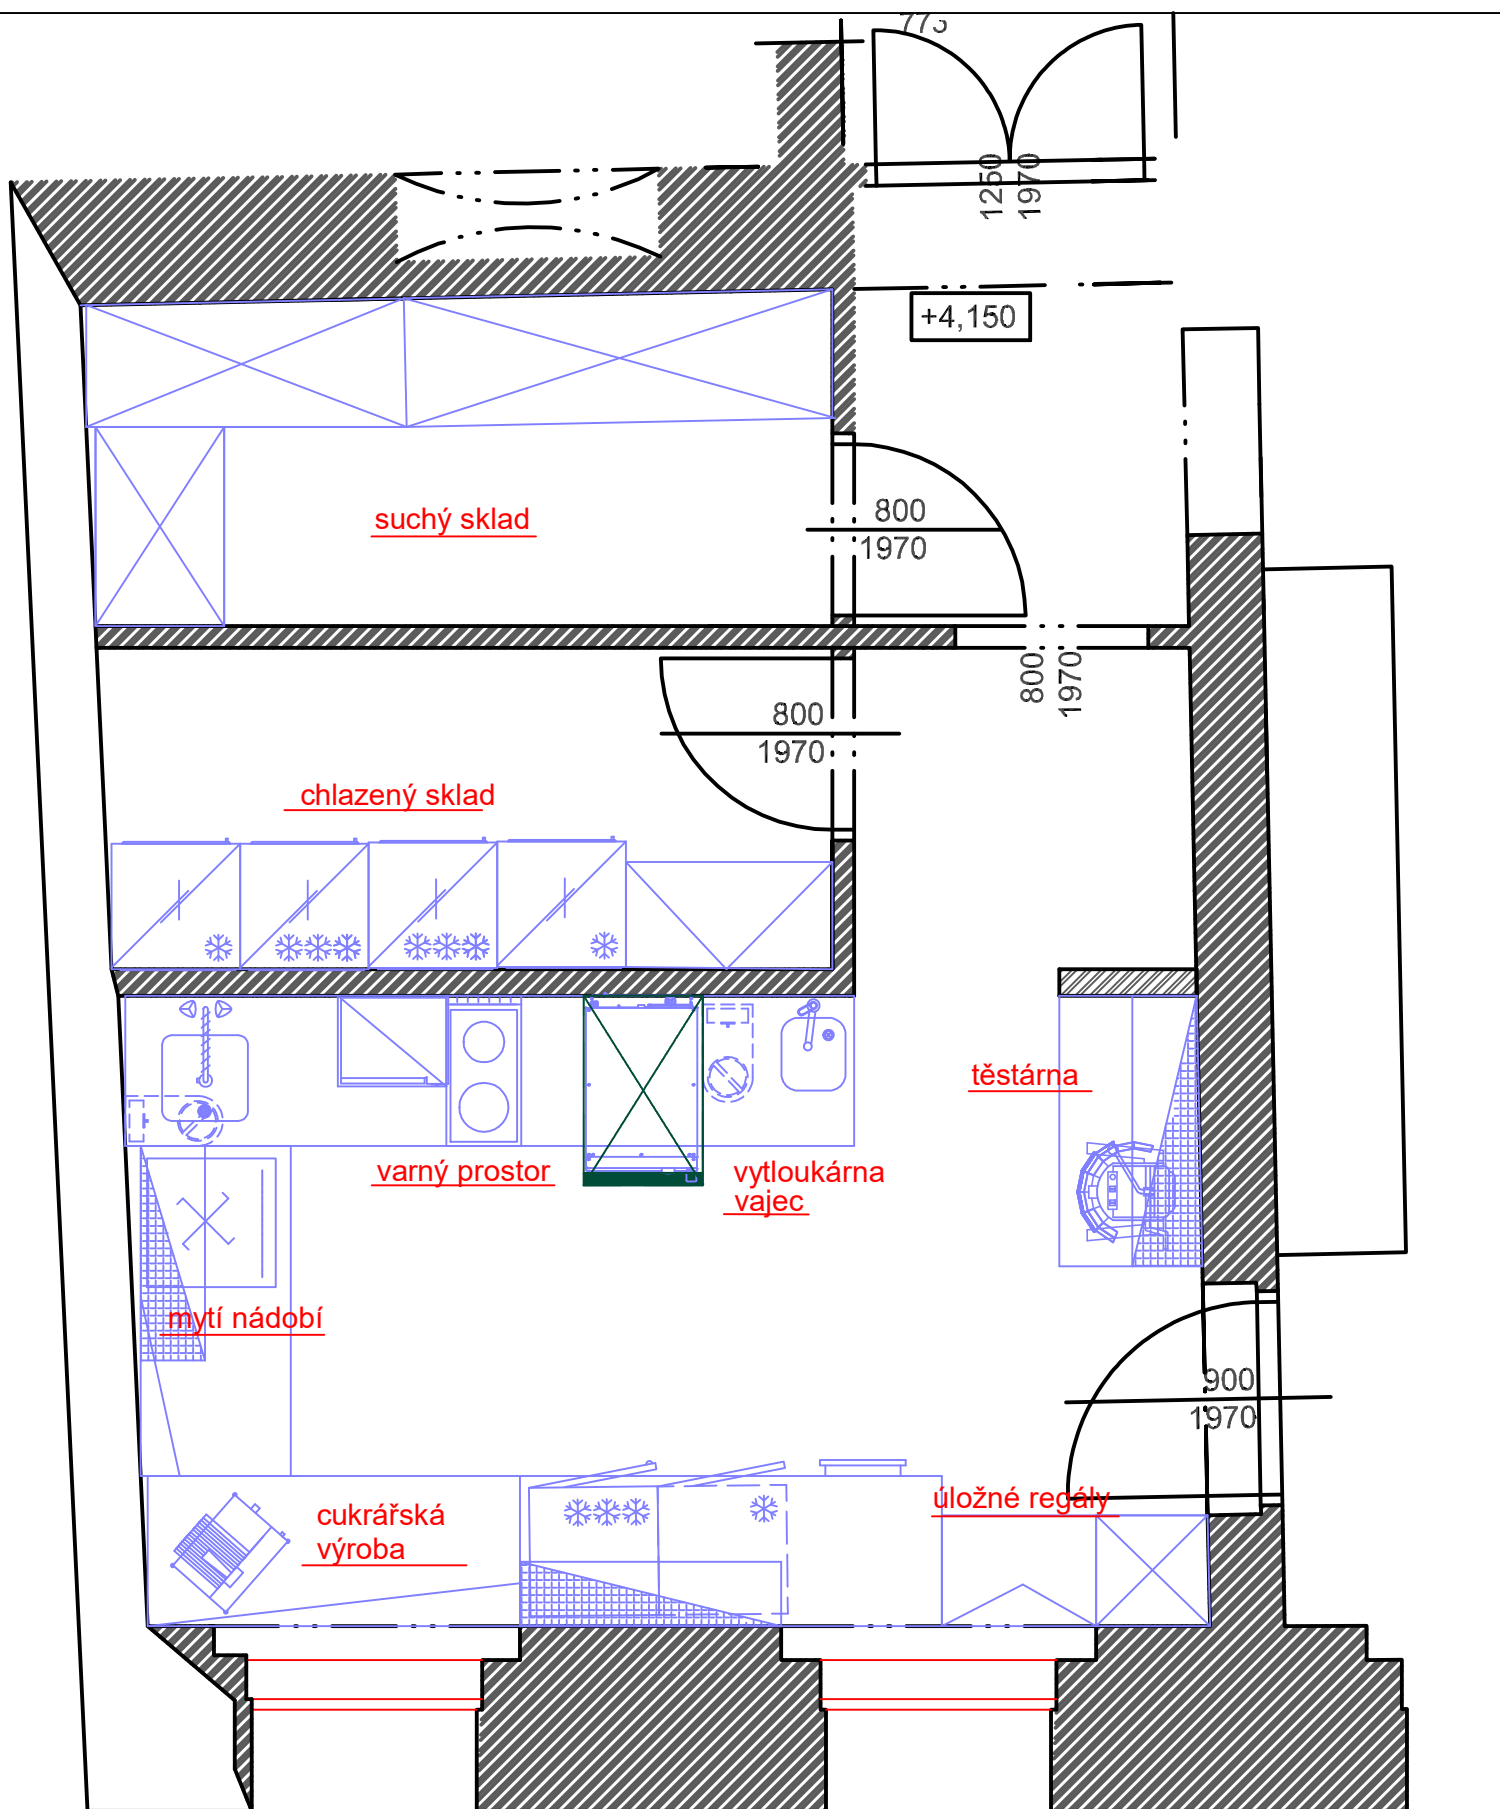 773
1250
1970
+4,150
suchý sklad
800
1970
800
1970
800
1970
chlazený sklad
těstárna
varný prostor
vytloukárna
vajec
mytí nádobí
900
1970
úložné regály
cukrářská
výroba